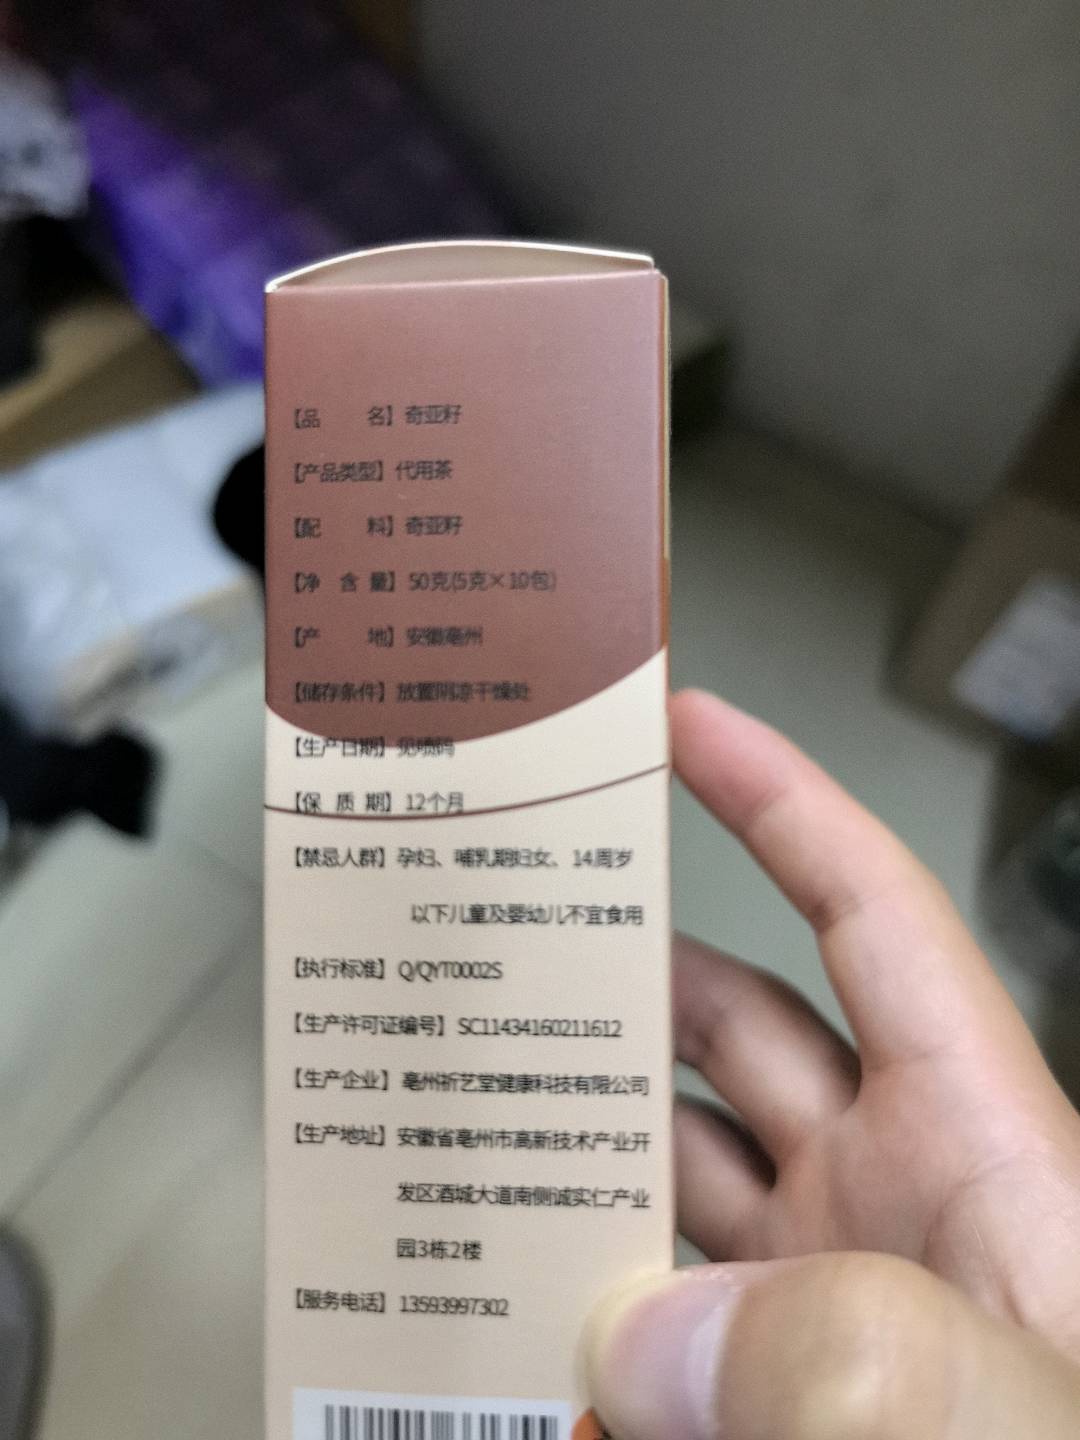 【品 名】奇亚籽
【产品类型】代用茶
【配 料】奇亚籽
【净 含 量】50克(5克×10包)
【产 地】安徽亳州
【储存条件】放置阴凉干燥处
【生产日期】见喷码
【保 质 期】12个月
【禁忌人群】孕妇、哺乳期妇女、14周岁
以下儿童及婴幼儿不宜食用
【执行标准】Q/QYT0002S
【生产许可证编号】SC11434160211612
【生产企业】亳州祈艺堂健康科技有限公司
【生产地址】安徽省亳州市高新技术产业开
发区酒城大道南侧诚实仁产业
园3栋2楼
【服务电话】13593997302